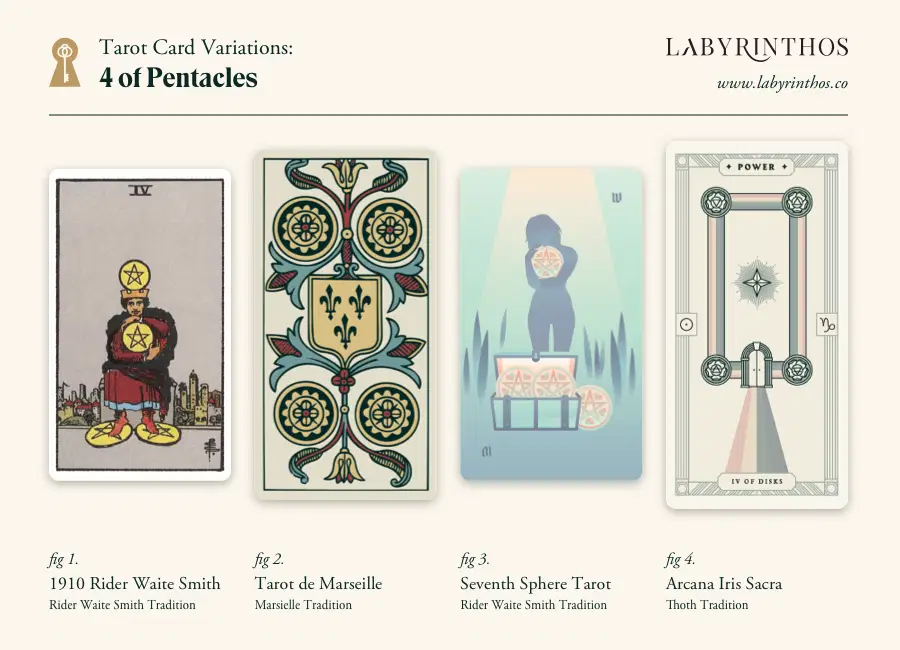 Tarot Card Variations:
4 of Pentacles
LABYRINTHOS
www.labyrinthos.co
IV
POWER
IV OF DISKS
fig 1.
1910 Rider Waite Smith
Rider Waite Smith Tradition
fig 2.
Tarot de Marseille
Marsielle Tradition
fig 3.
Seventh Sphere Tarot
Rider Waite Smith Tradition
fig 4.
Arcana Iris Sacra
Thoth Tradition